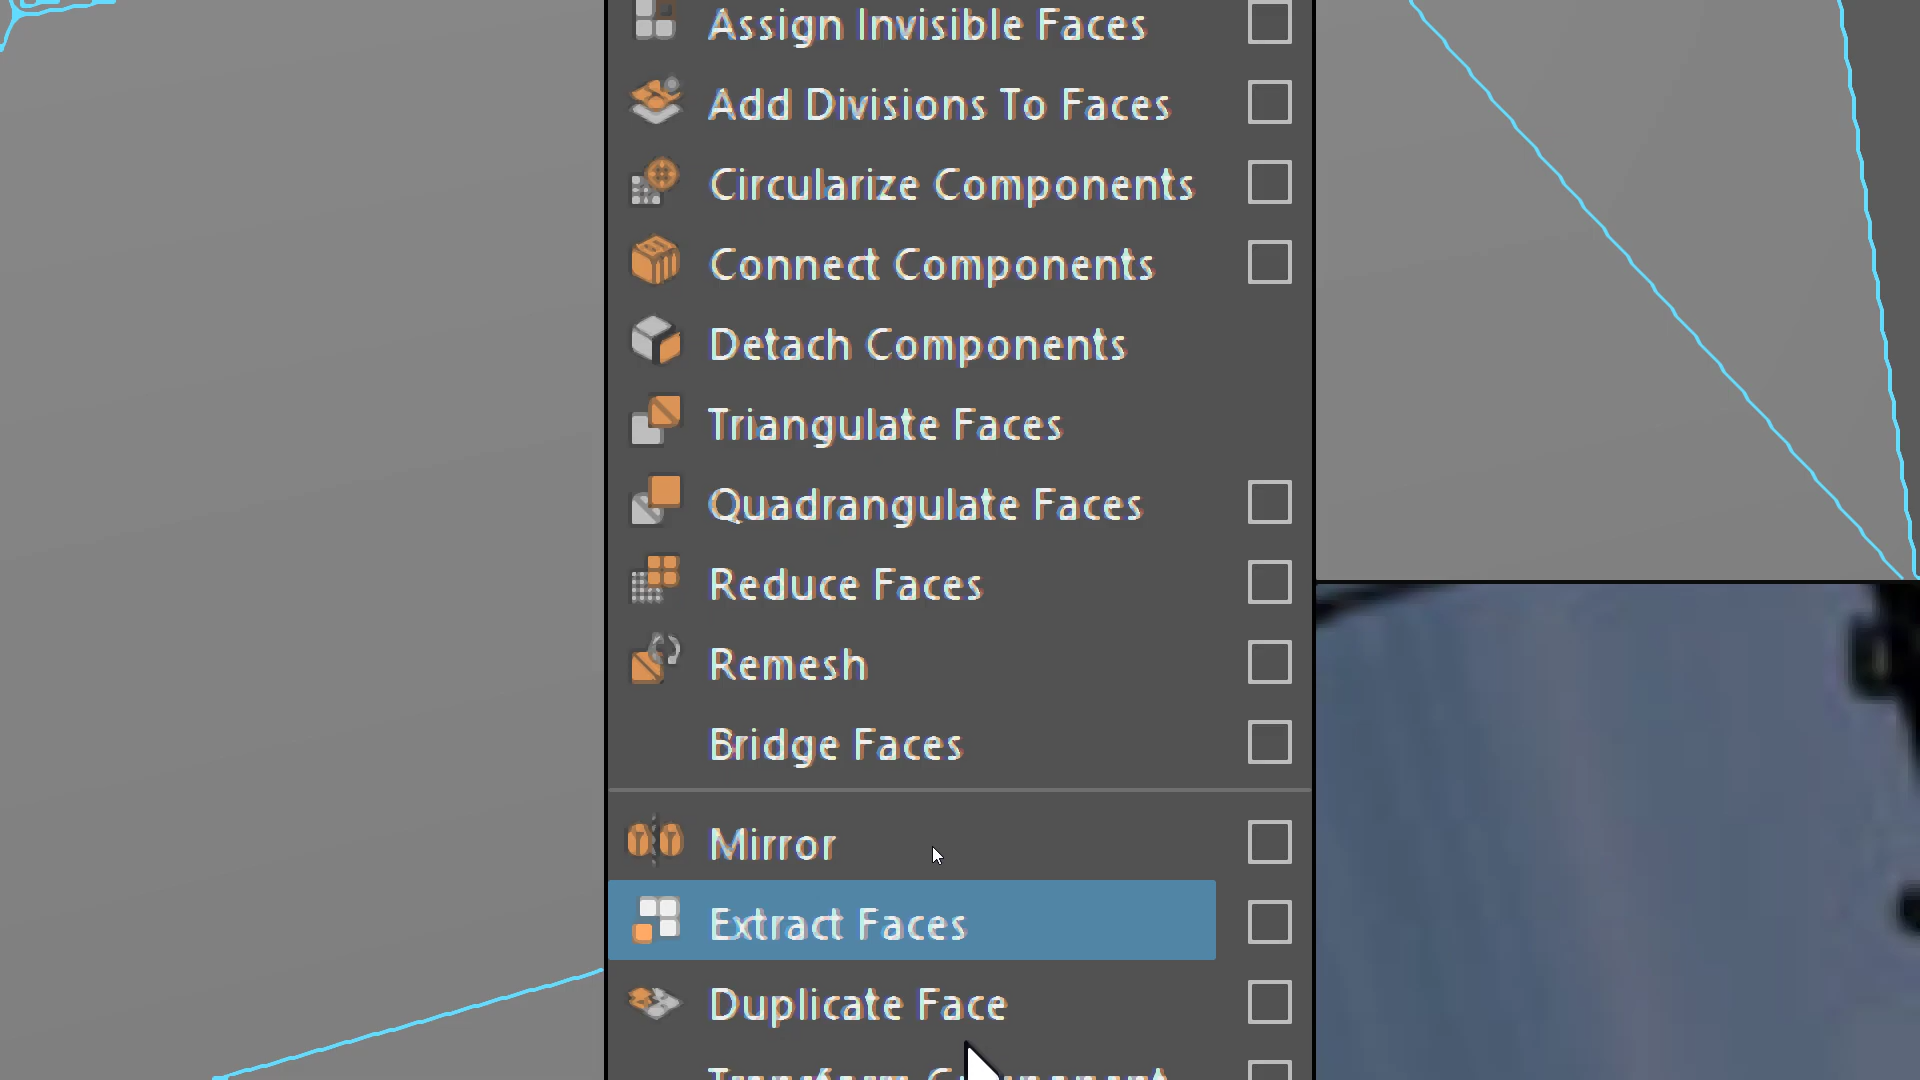 Assign Invisible Faces
Add Divisions To Faces
Circularize Components
Connect Components
Detach Components
Triangulate Faces
Quadrangulate Faces
Reduce Faces
Remesh
Bridge Faces
Mirror
Extract Faces
Duplicate Face
Transform